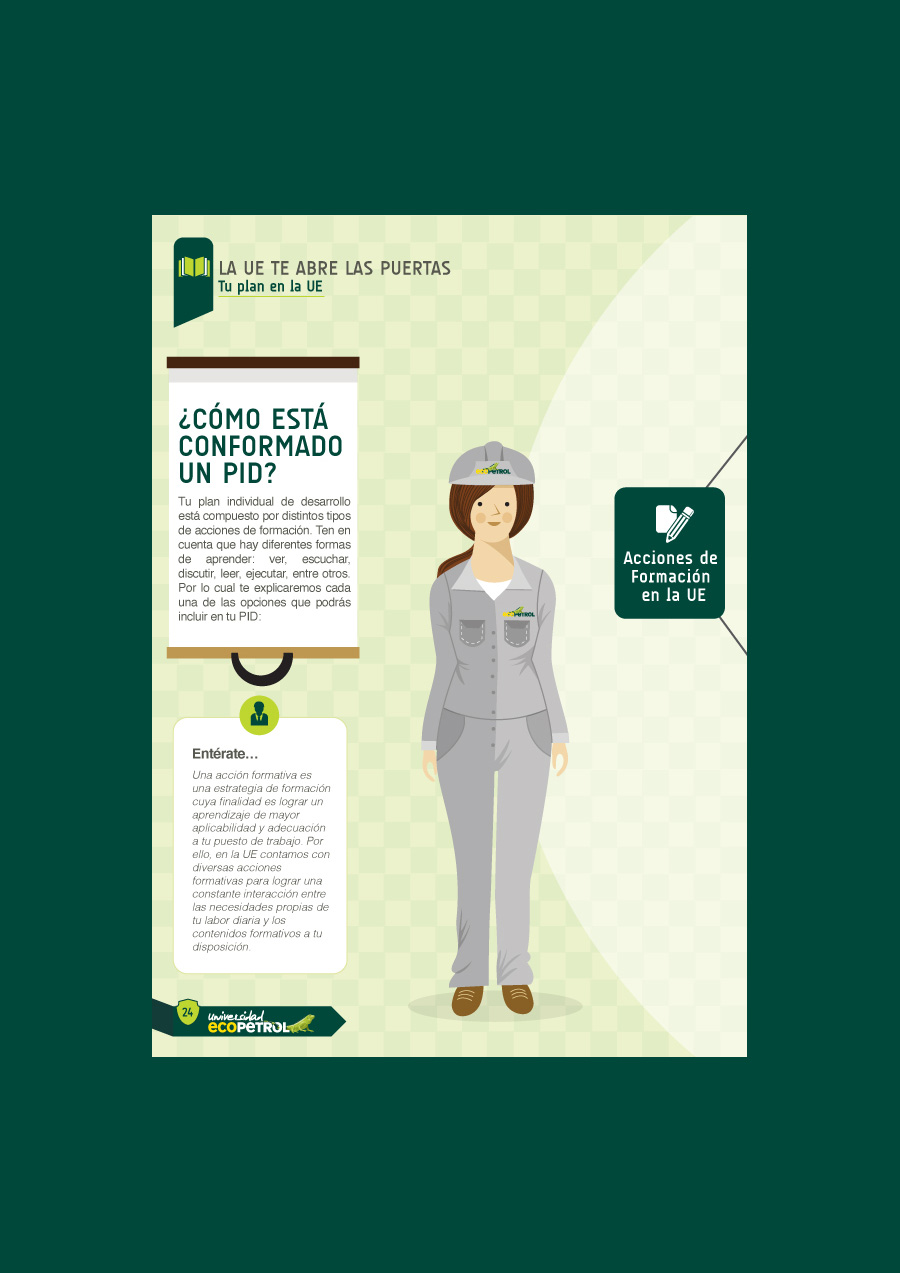 LA UE TE ABRE LAS PUERTAS
Tu plan en la UE
¿CÓMO ESTÁ
CONFORMADO
UN PID?
Tu plan individual de desarrollo
está compuesto por distintos tipos
de acciones de formación. Ten en
cuenta que hay diferentes formas
de aprender: ver, escuchar,
discutir, leer, ejecutar, entre otros.
Por lo cual te explicaremos cada
una de las opciones que podrás
incluir en tu PID:
Entérate...
Una acción formativa es
una estrategia de formación
cuya finalidad es lograr un
aprendizaje de mayor
aplicabilidad y adecuación
a tu puesto de trabajo. Por
ello, en la UE contamos con
diversas acciones
formativas para lograr una
constante interacción entre
las necesidades propias de
tu labor diaria y los
contenidos formativos a tu
disposición.
ECOPETROL
ECOPETROL
Acciones de
Formación
en la UE
24
universidad
ECOPETROL